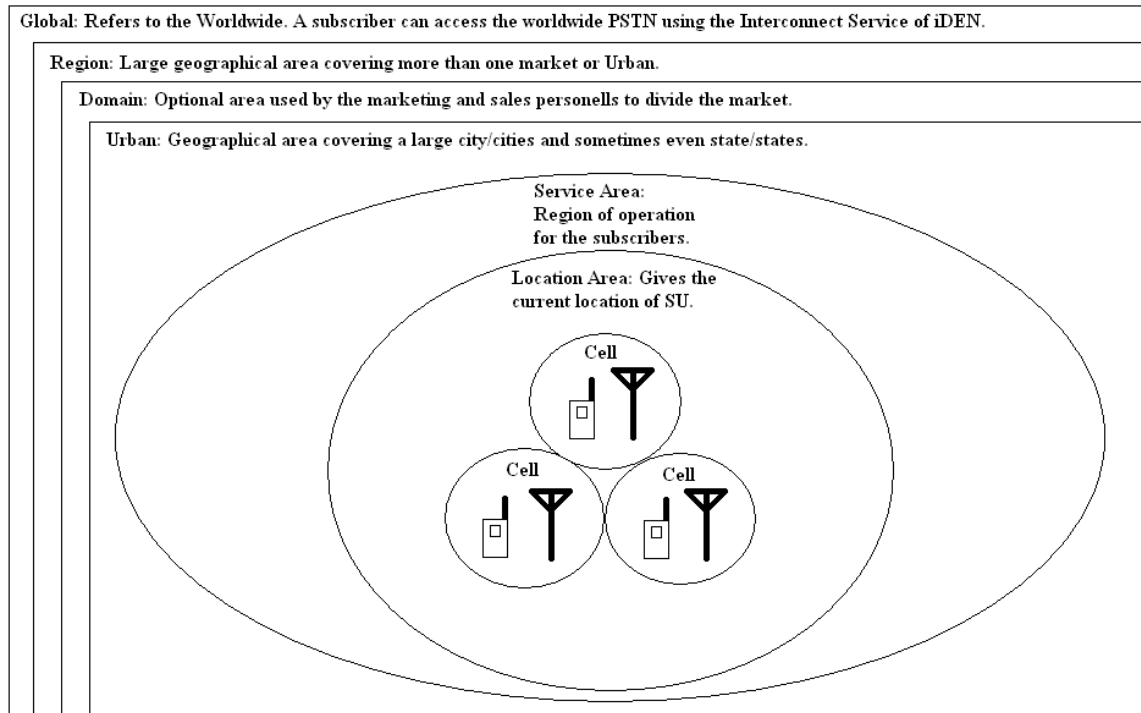 Global: Refers to the Worldwide. A subscriber can access the worldwide PSTN using the Interconnect Service of iDEN.
Region: Large geographical area covering more than one market or Urban.
Domain: Optional area used by the marketing and sales personells to divide the market.
Urban: Geographical area covering a large city/cities and sometimes even state/states.
Service Area:
Region of operation
for the subscribers.
Location Area: Gives the
current location of SU.
Cell
Cell
Cell